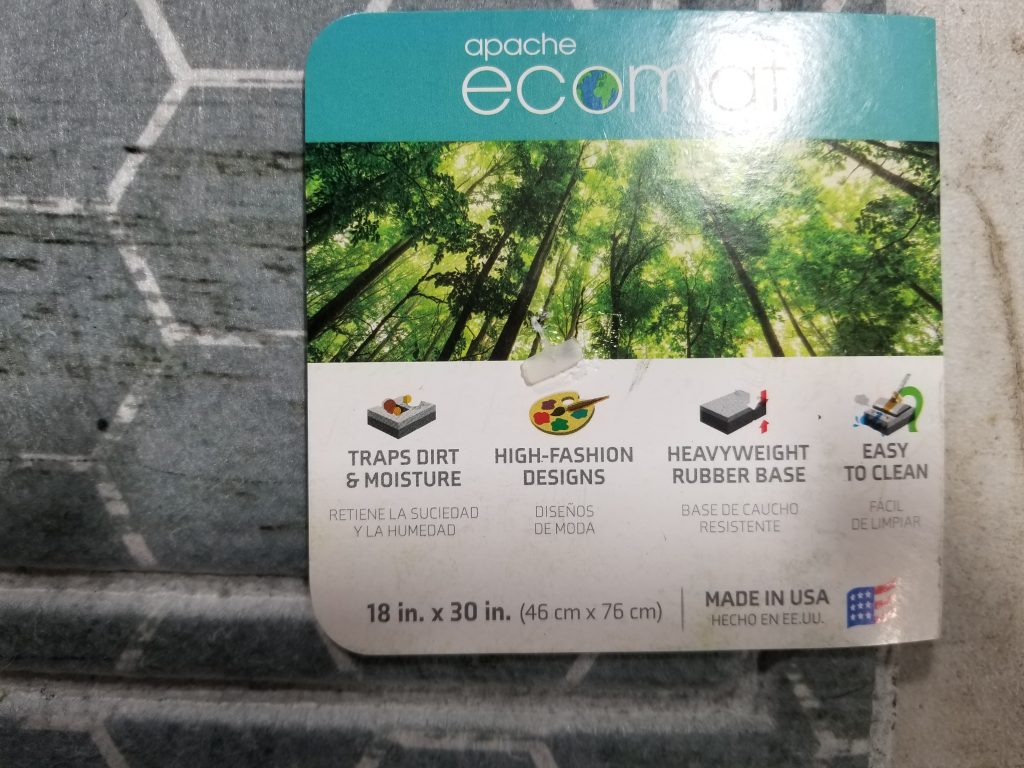 apache
ecomat
TRAPS DIRT
& MOISTURE
RETIENE LA SUCIEDAD
Y LA HUMEDAD
HIGH-FASHION
DESIGNS
DISEÑOS
DE MODA
HEAVYWEIGHT
RUBBER BASE
BASE DE CAUCHO
RESISTENTE
EASY
TO CLEAN
FÁCIL
DE LIMPIAR
18 in. x 30 in. (46 cm x 76 cm)
MADE IN USA
HECHO EN EE.UU.